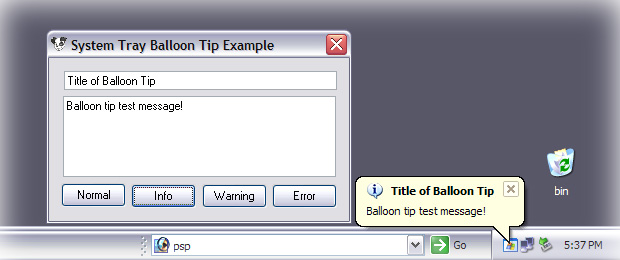 System Tray Balloon Tip Example
Title of Balloon Tip
Balloon tip test message!
Normal
Info
Warning
Error
Title of Balloon Tip
Balloon tip test message!
bin
psp
Go
5:37 PM